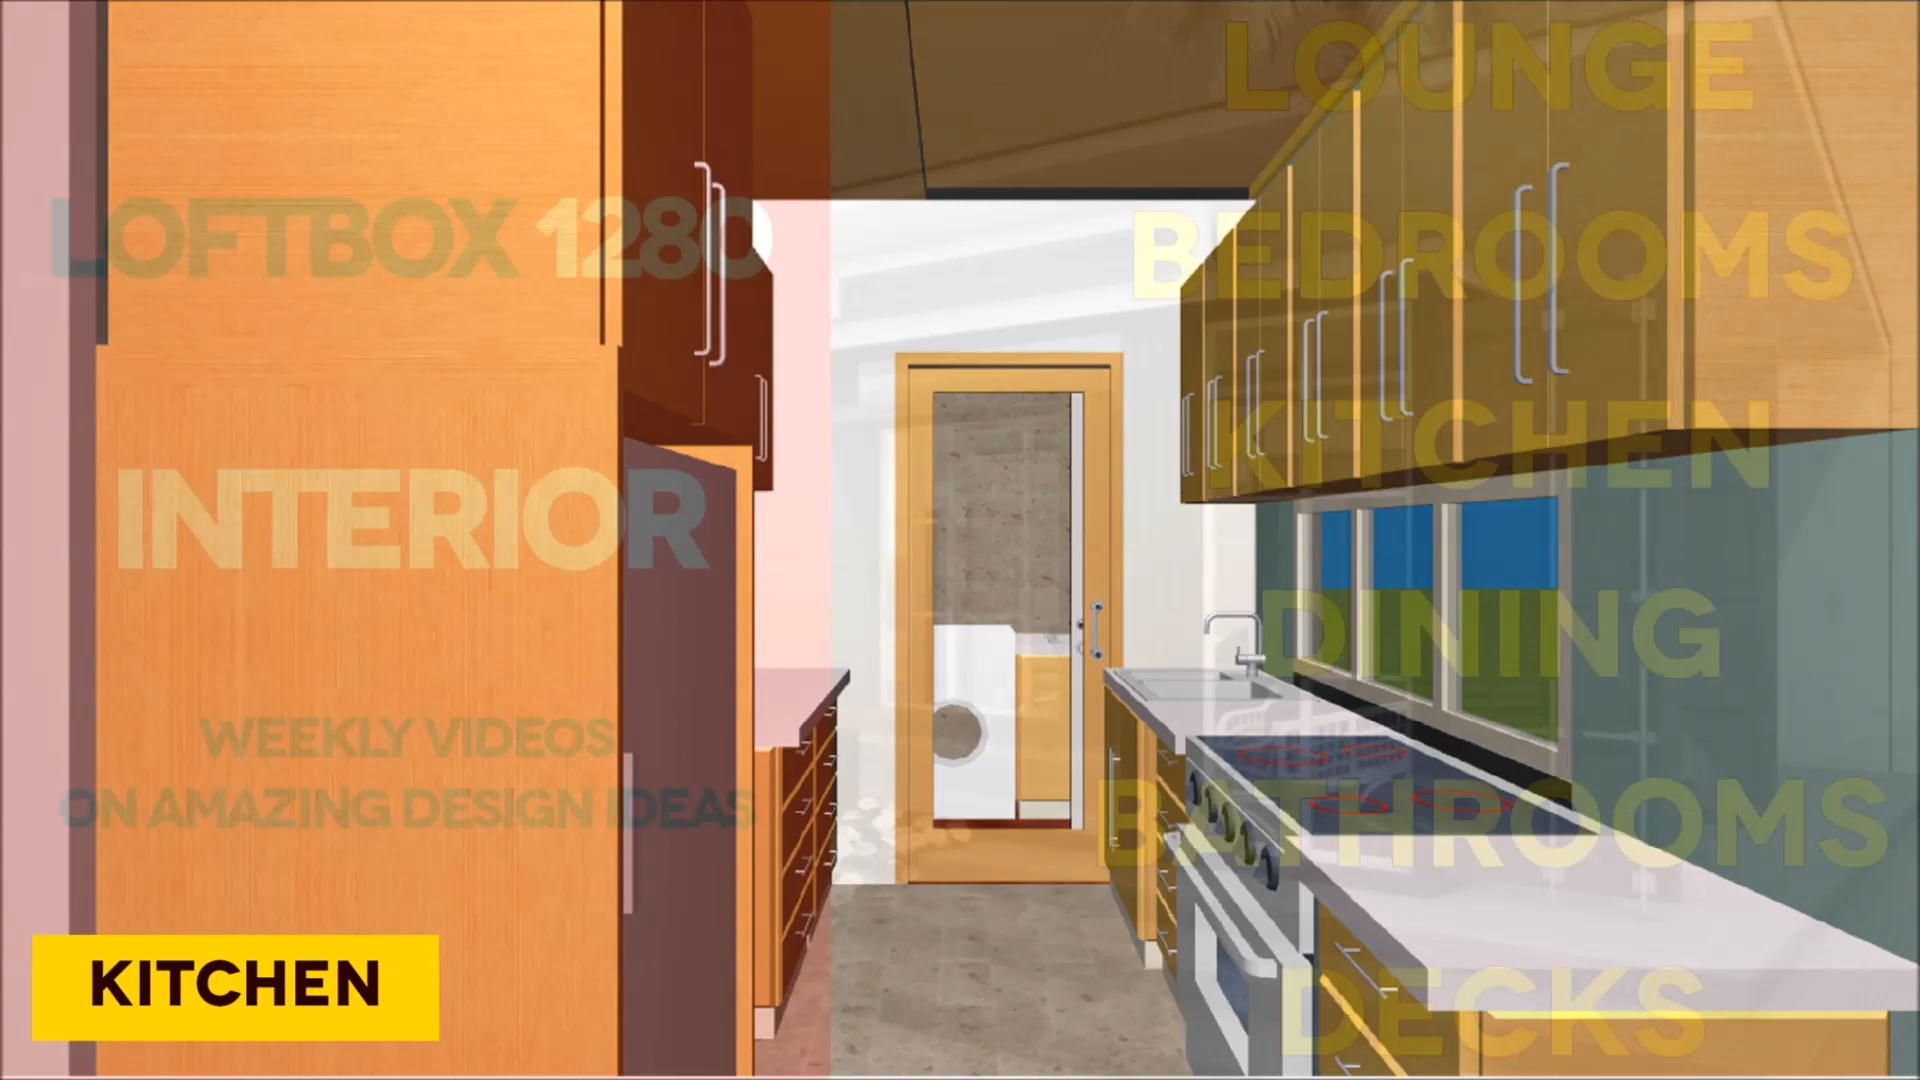 LOFTBOX 1280
INTERIOR
WEEKLY VIDEOS
ON AMAZING DESIGN IDEAS
KITCHEN
LOUNGE
BEDROOMS
KITCHEN
DINING
BATHROOMS
DECKS